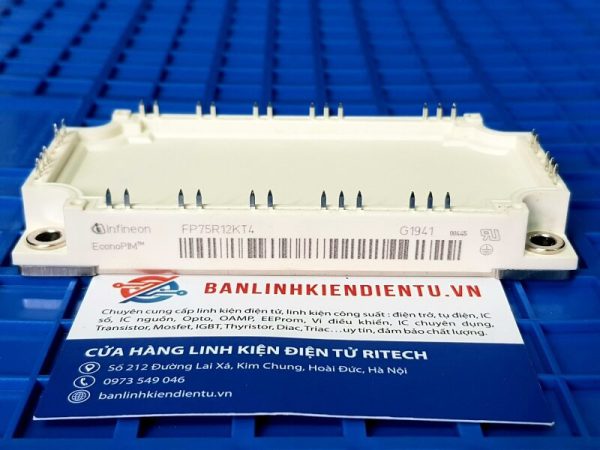 infineon FP75R12KT4 G1941 00445
EconoPIM™
BANLINHKIENDIENTU.VN
Chuyên cung cấp linh kiện điện tử, linh kiện công suất : điện trở, tụ điện, IC
số, IC nguồn, Opto, OAMP, EEProm, Vi điều khiển, IC chuyên dụng,
Transistor, Mosfet, IGBT, Thyristor, Diac, Triac...uy tín, đảm bảo chất lượng.
CỬA HÀNG LINH KIỆN ĐIỆN TỬ RITECH
Số 212 Đường Lai Xá, Kim Chung, Hoài Đức, Hà Nội
0973 549 046
banlinhkiendientu.vn